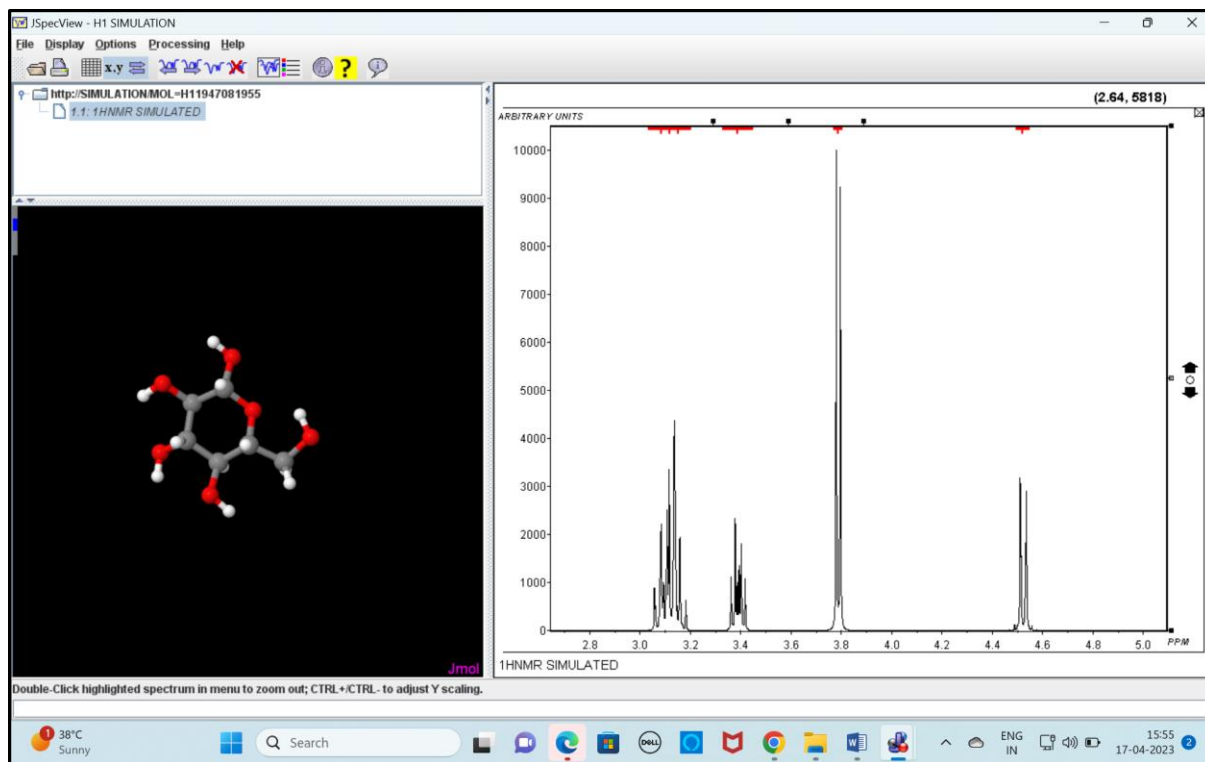 JSpecView - H1 SIMULATION
File Display Options Processing Help
x,y
http://SIMULATION/MOL=H11947081955
1.1: 1HNMR SIMULATED
(2.64, 5818)
ARBITRARY UNITS
10000
9000
8000
7000
6000
5000
4000
3000
2000
1000
0
2.8 3.0 3.2 3.4 3.6 3.8 4.0 4.2 4.4 4.6 4.8 5.0 PPM
1HNMR SIMULATED
Jmol
Double-Click highlighted spectrum in menu to zoom out; CTRL+/CTRL- to adjust Y scaling.
1
38°C
Sunny
Search
DELL
W
ENG
IN
15:55
17-04-2023
2